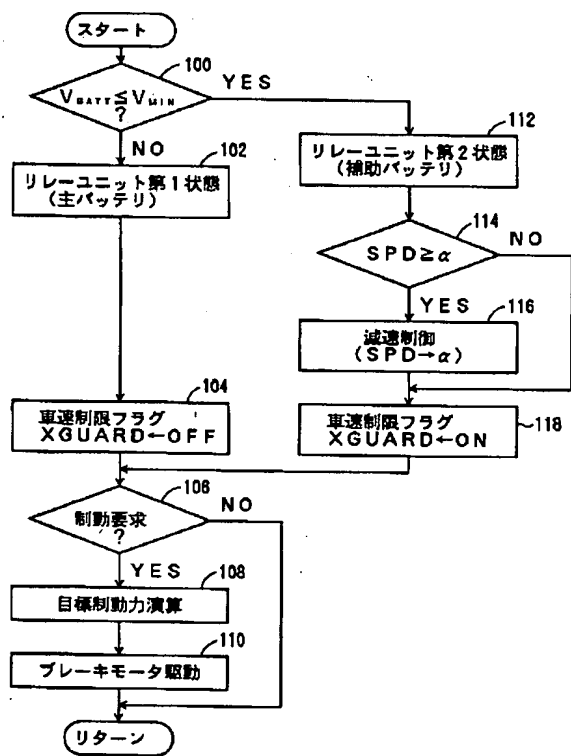 スタート
100
V_BATT≦V_MIN
?
YES
NO
102
リレーユニット第1状態
(主バッテリ)
112
リレーユニット第2状態
(補助バッテリ)
114
SPD≧α
NO
YES
116
減速制御
(SPD→α)
104
車速制限フラグ
XGUARD←OFF
車速制限フラグ
XGUARD←ON
118
106
制動要求
?
NO
YES
108
目標制動力演算
110
ブレーキモータ駆動
リターン